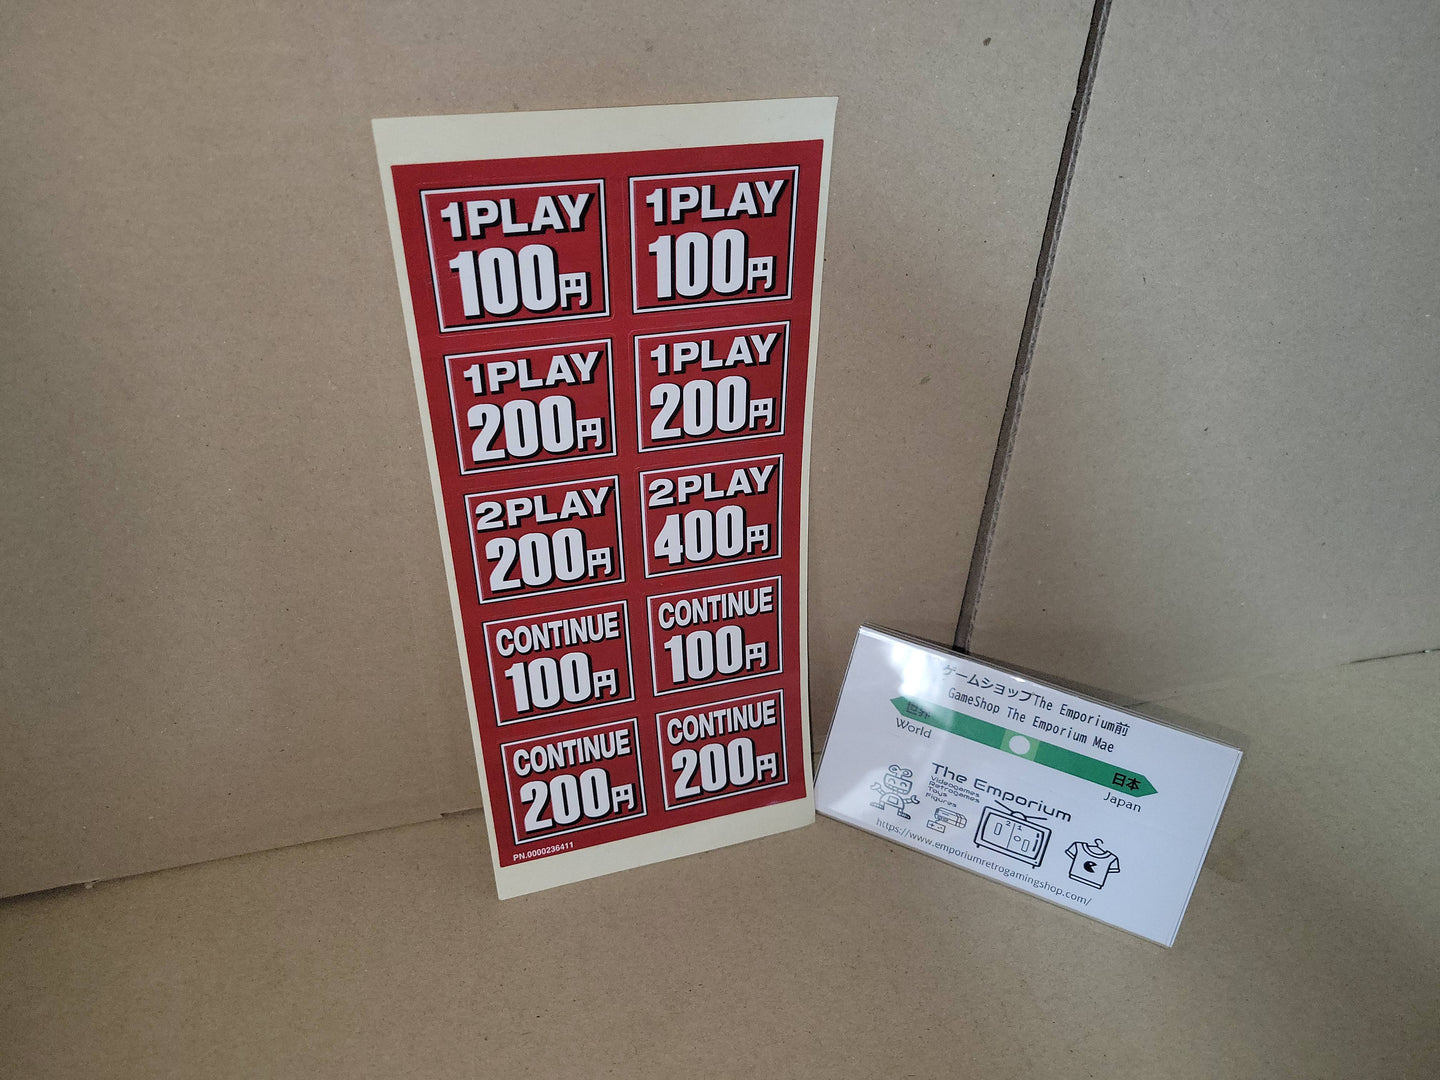 1PLAY
100円
1PLAY
100円
1PLAY
200円
1PLAY
200円
2PLAY
200円
2PLAY
400円
CONTINUE
100円
CONTINUE
100円
CONTINUE
200円
CONTINUE
200円
PN.0000236411
ゲームショップThe Emporium前
GameShop The Emporium Mae
世界
World
日本
Japan
The Emporium
Videogames
Retrogames
Toys
Figures
https://www.emporiumretrogamingshop.com/